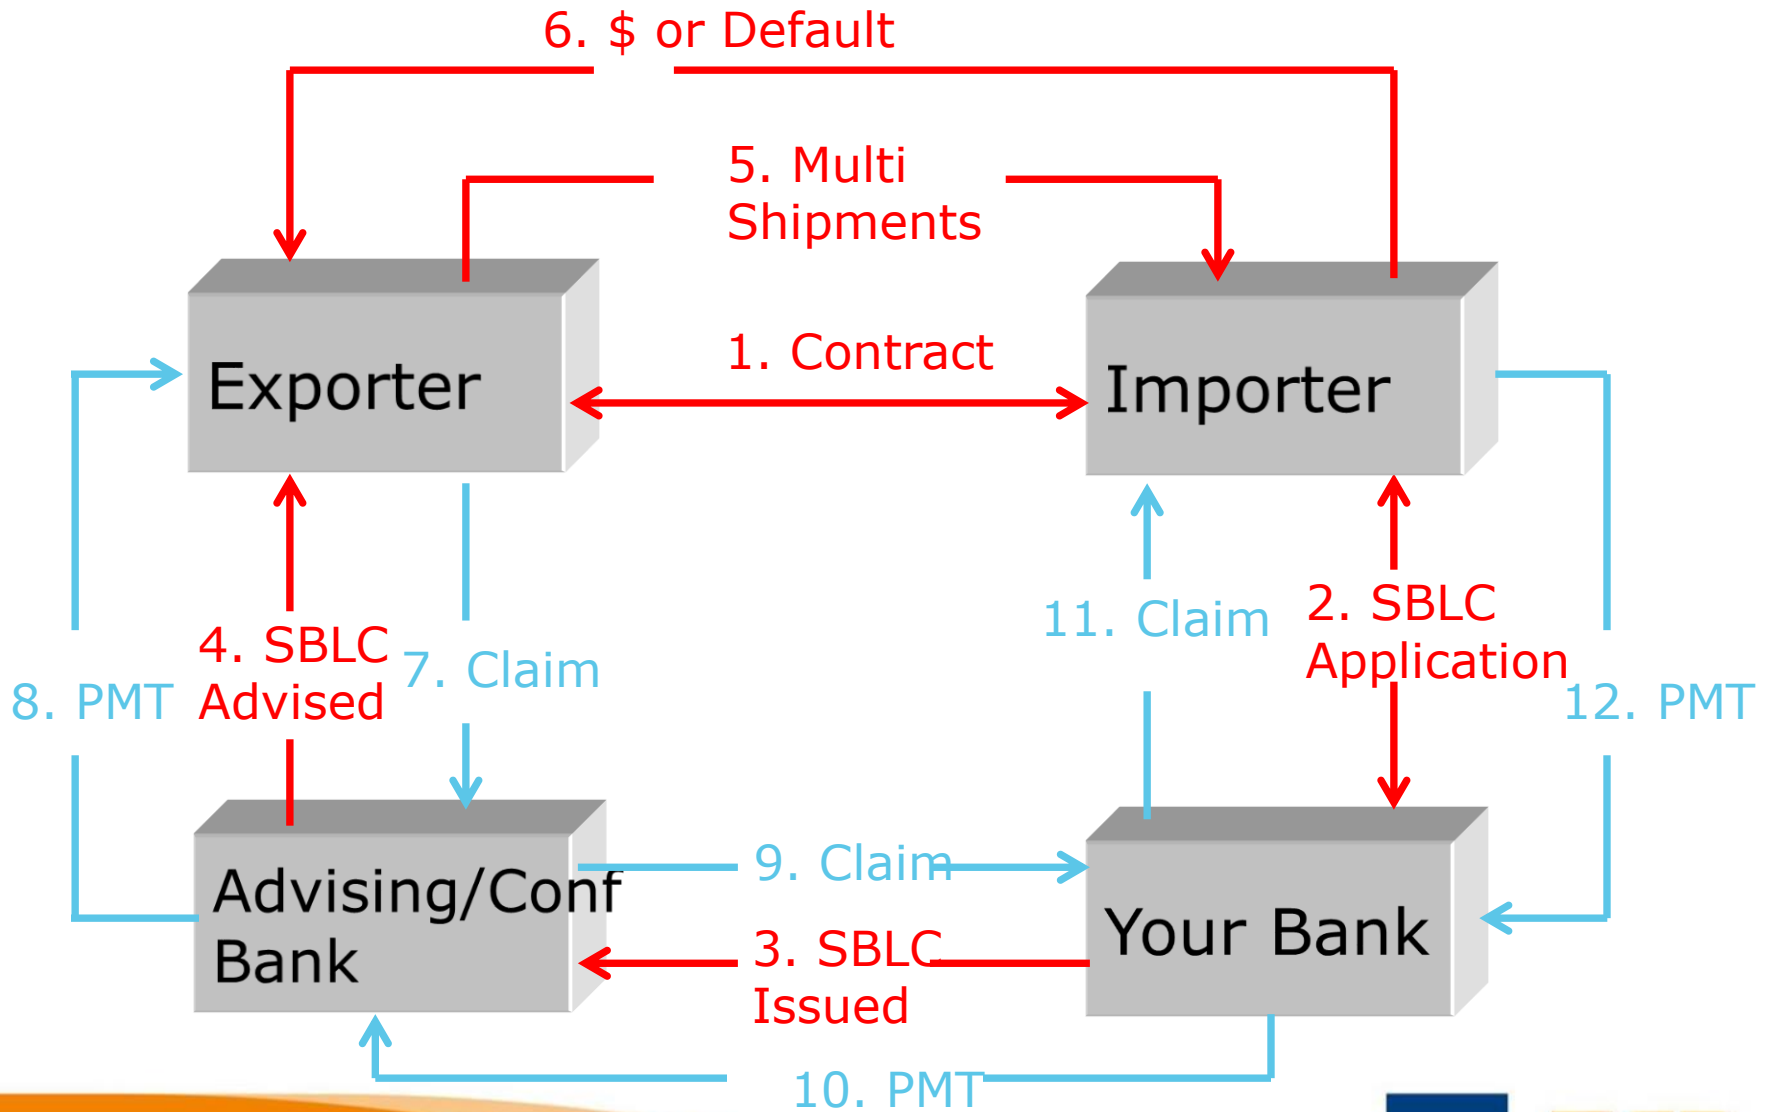 6. $ or Default
5. Multi
Shipments
1. Contract
Exporter
Importer
4. SBLC
Advised
7. Claim
8. PMT
11. Claim
2. SBLC
Application
12. PMT
9. Claim
Advising/Conf
Bank
3. SBLC
Issued
Your Bank
10. PMT